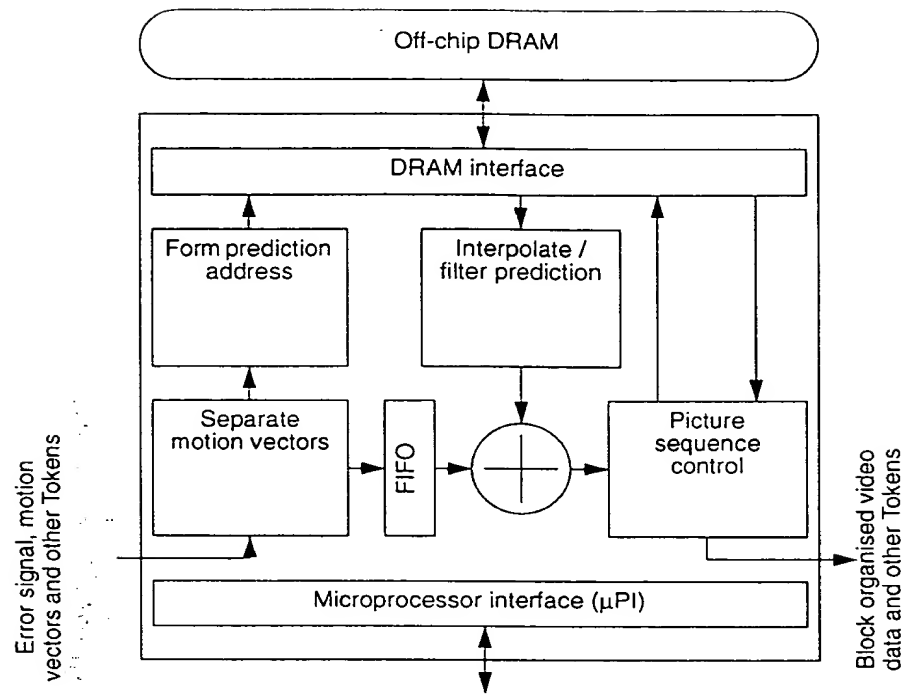 Off-chip DRAM
DRAM interface
Form prediction
address
Interpolate /
filter prediction
Separate
motion vectors
FIFO
Picture
sequence
control
Error signal, motion
vectors and other Tokens
Block organised video
data and other Tokens
Microprocessor interface (µPI)